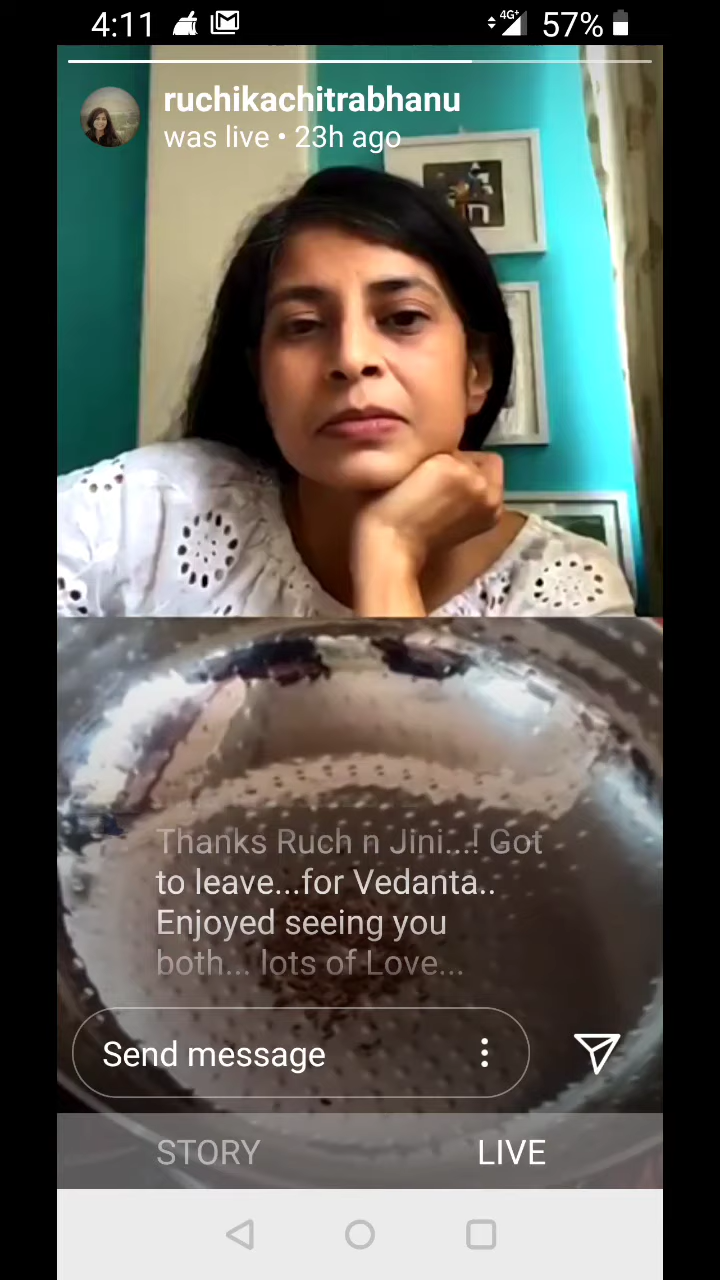 4:11
4G+ 57%
ruchikachitrabhanu
was live • 23h ago
Thanks Ruch n Jini....! Got
to leave...for Vedanta..
Enjoyed seeing you
both... lots of Love...
Send message
STORY LIVE